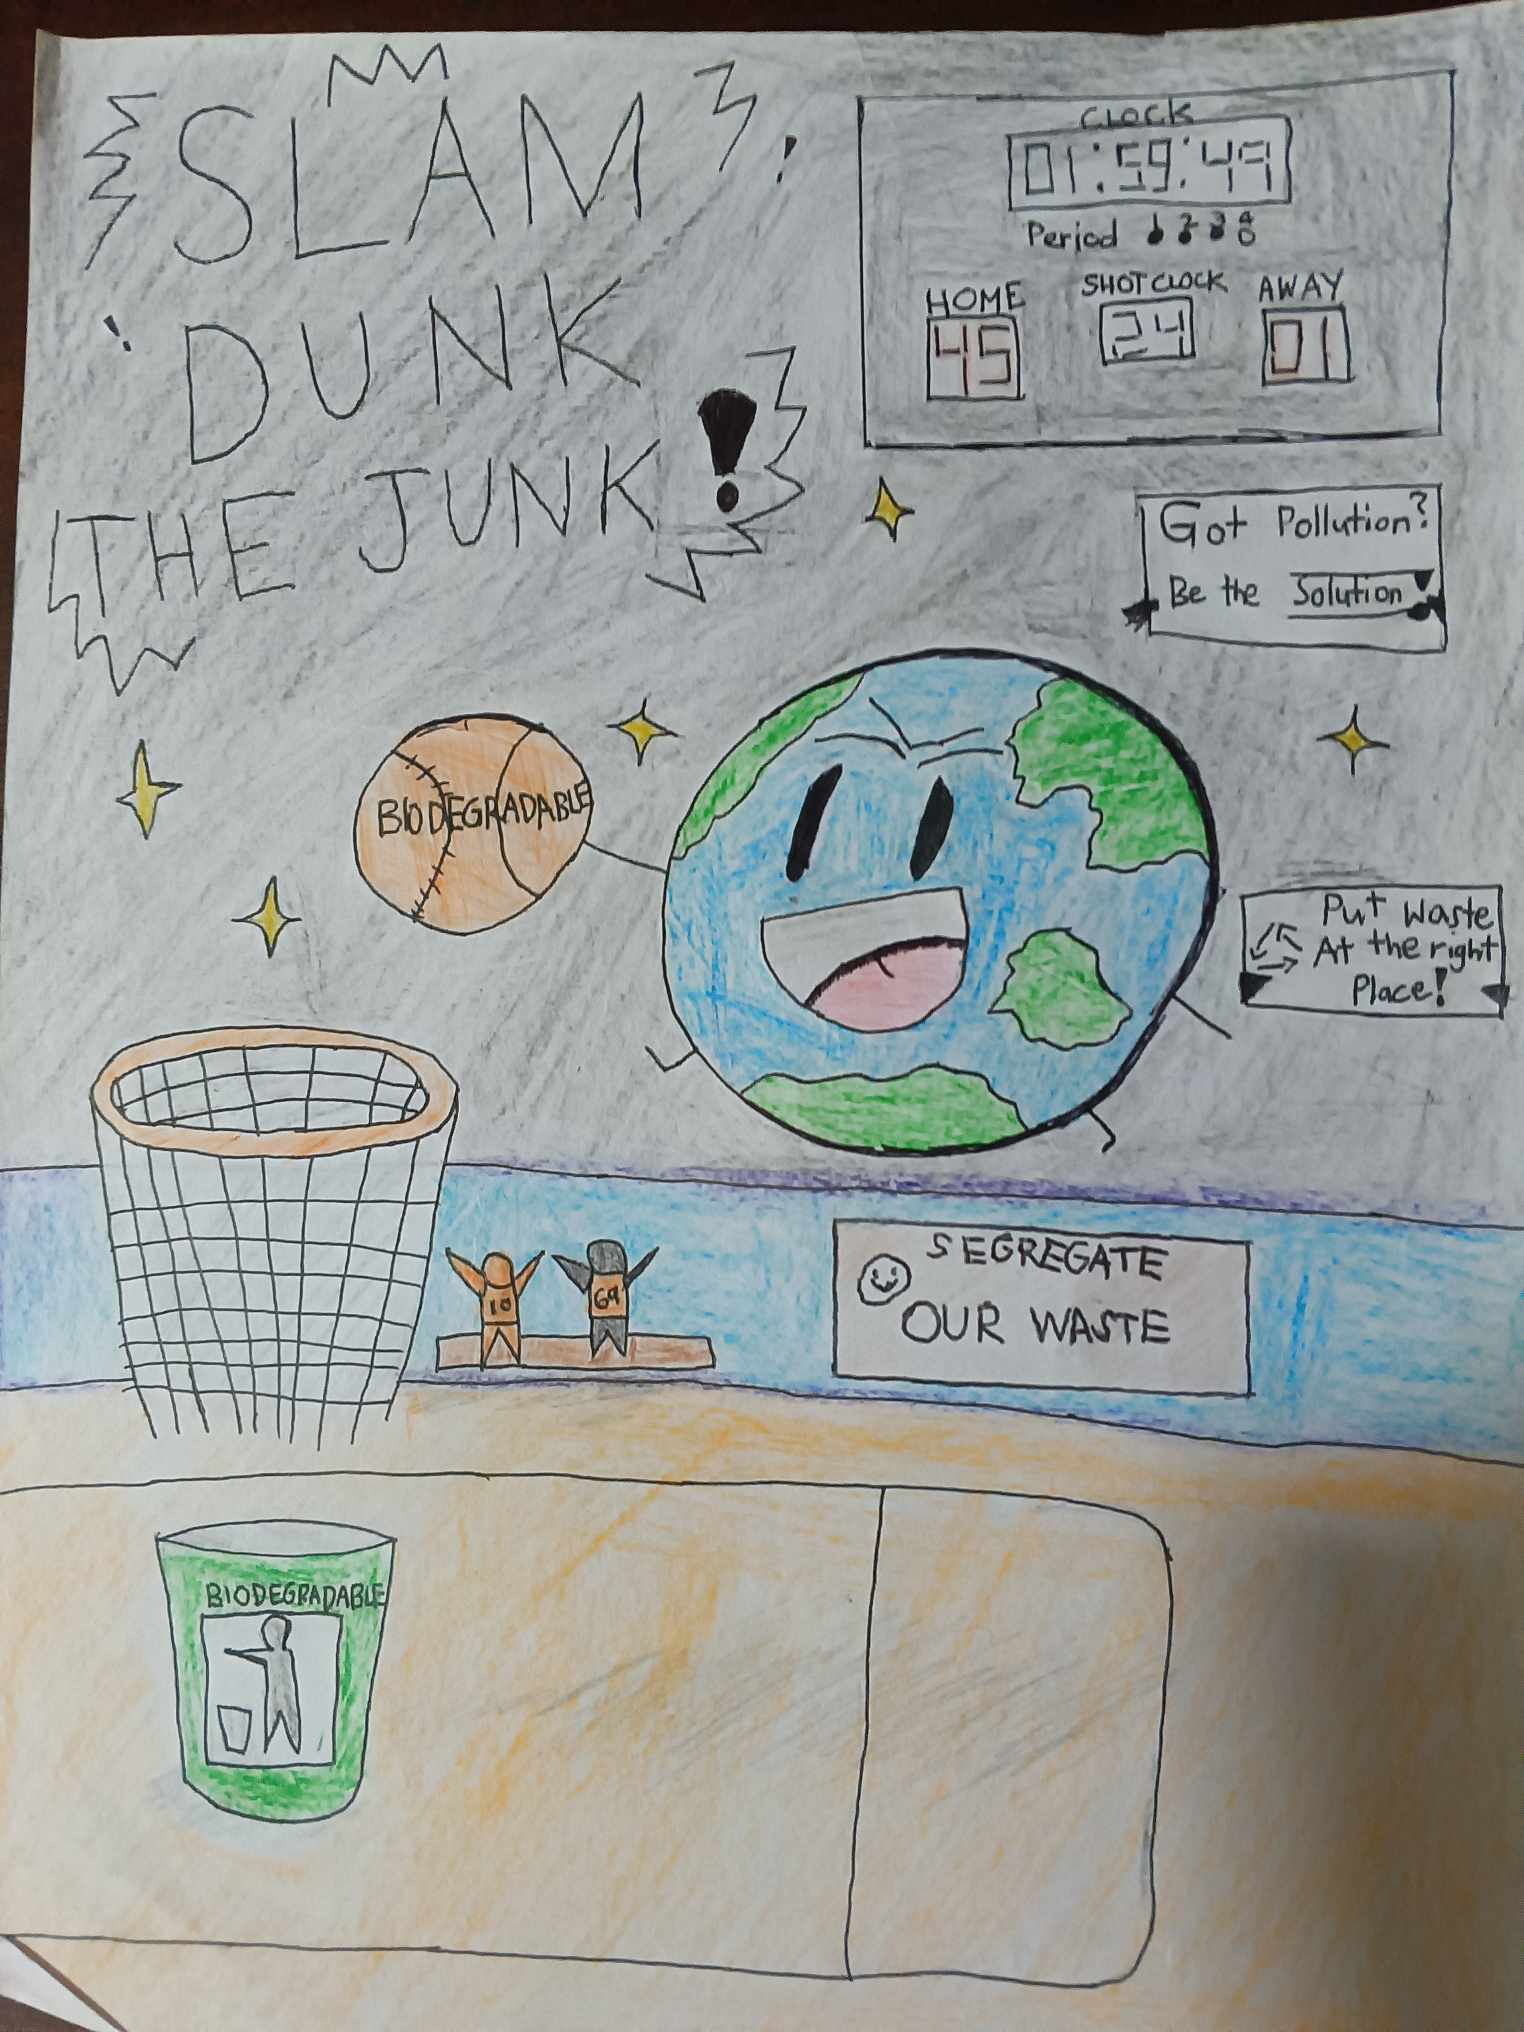 SLAM
DUNK
THE JUNK!
CLOCK
01:59:49
Period 1 2 3 4
HOME SHOT CLOCK AWAY
45 24 01
Got Pollution?
Be the Solution!
BIODEGRADABLE
Put Waste
At the right
Place!
10 69
SEGREGATE
OUR WASTE
BIODEGRADABLE